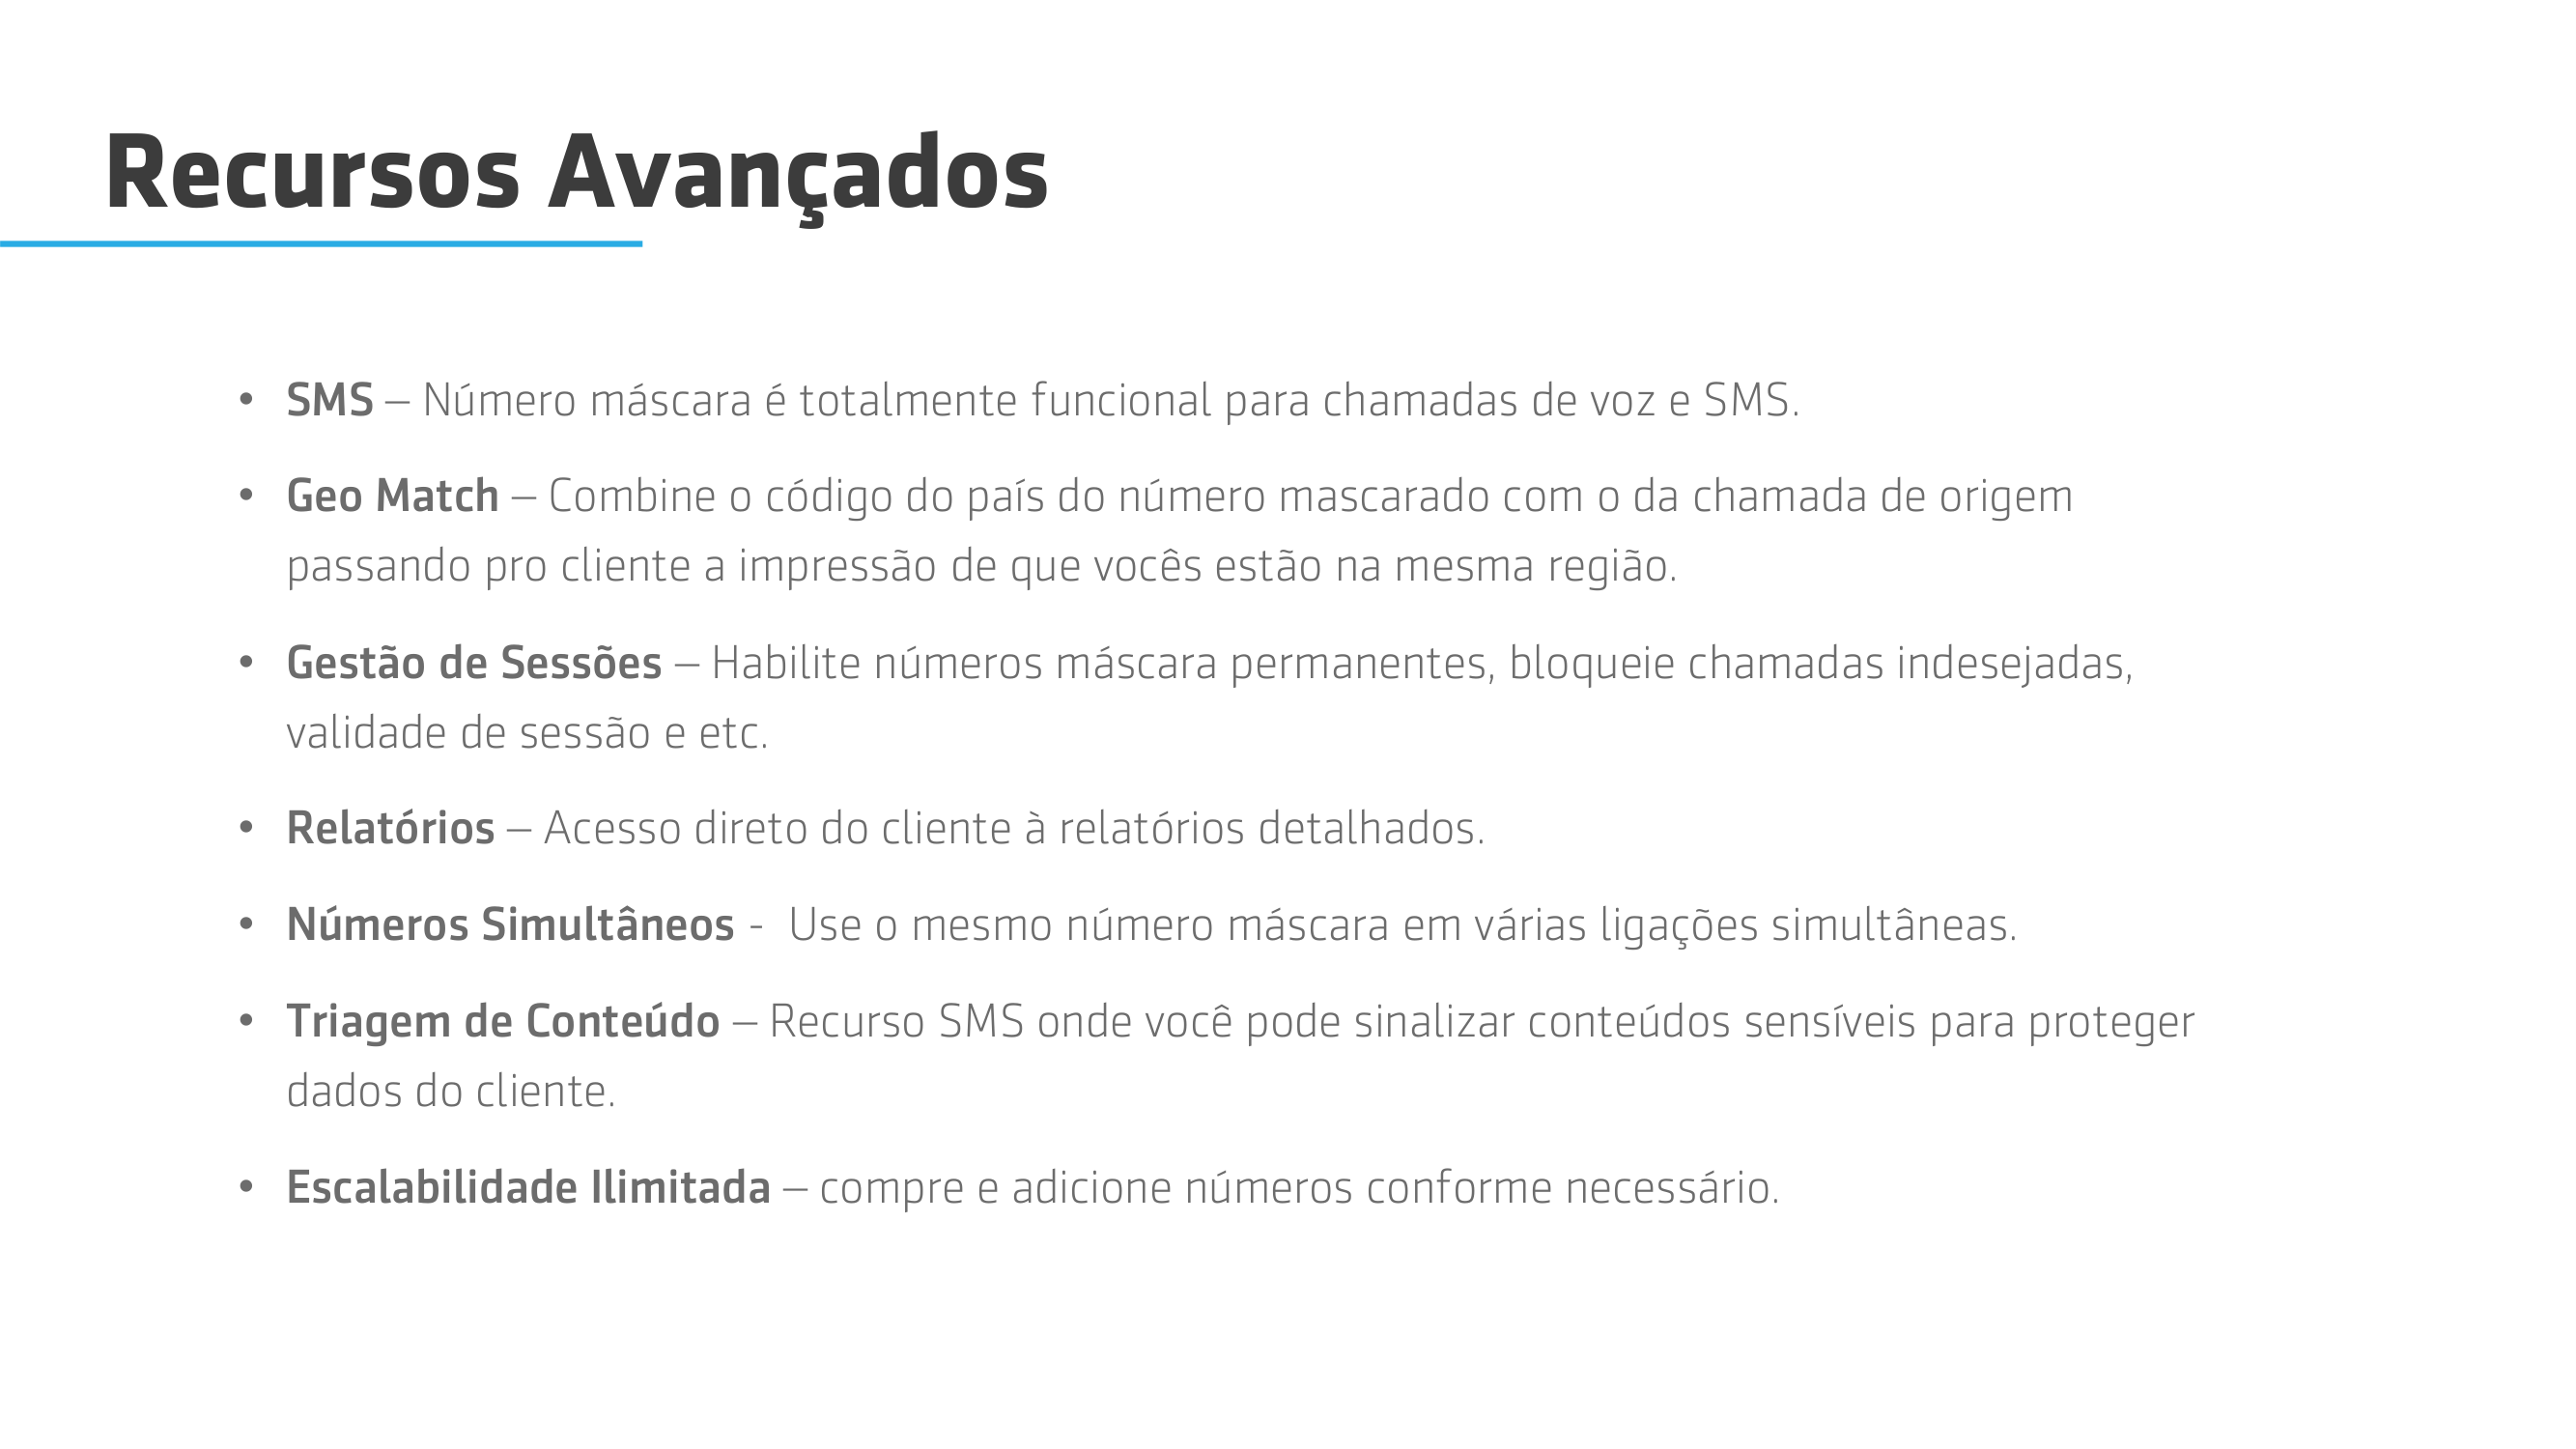 Recursos Avançados
• SMS – Número máscara é totalmente funcional para chamadas de voz e SMS.
• Geo Match – Combine o código do país do número mascarado com o da chamada de origem
passando pro cliente a impressão de que vocês estão na mesma região.
• Gestão de Sessões – Habilite números máscara permanentes, bloqueie chamadas indesejadas,
validade de sessão e etc.
• Relatórios – Acesso direto do cliente à relatórios detalhados.
• Números Simultâneos - Use o mesmo número máscara em várias ligações simultâneas.
• Triagem de Conteúdo – Recurso SMS onde você pode sinalizar conteúdos sensíveis para proteger
dados do cliente.
• Escalabilidade Ilimitada – compre e adicione números conforme necessário.